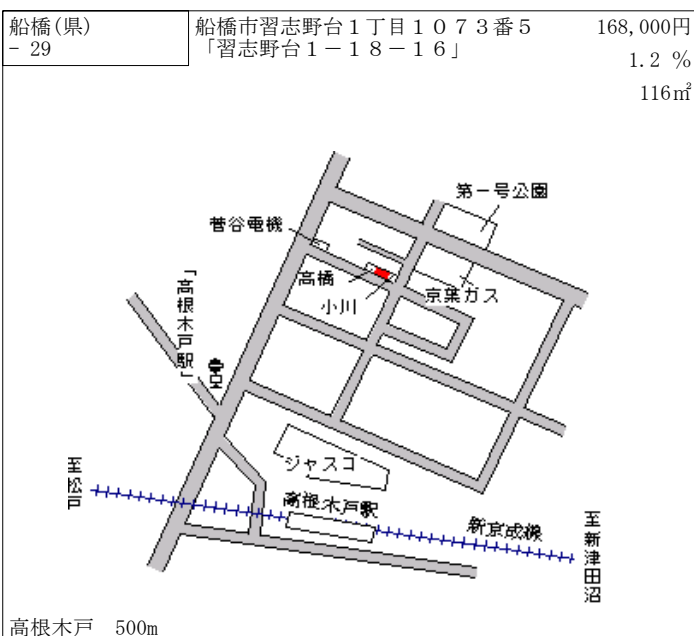 船橋(県)
- 29
船橋市習志野台１丁目１０７３番５
「習志野台１－１８－１６」
168,000円
1.2 %
116㎡
第一号公園
菅谷電機
高橋
小川
京葉ガス
「高根木戸駅」
ジャスコ
至松戸
高根木戸駅
新京成線
至新津田沼
高根木戸　500m